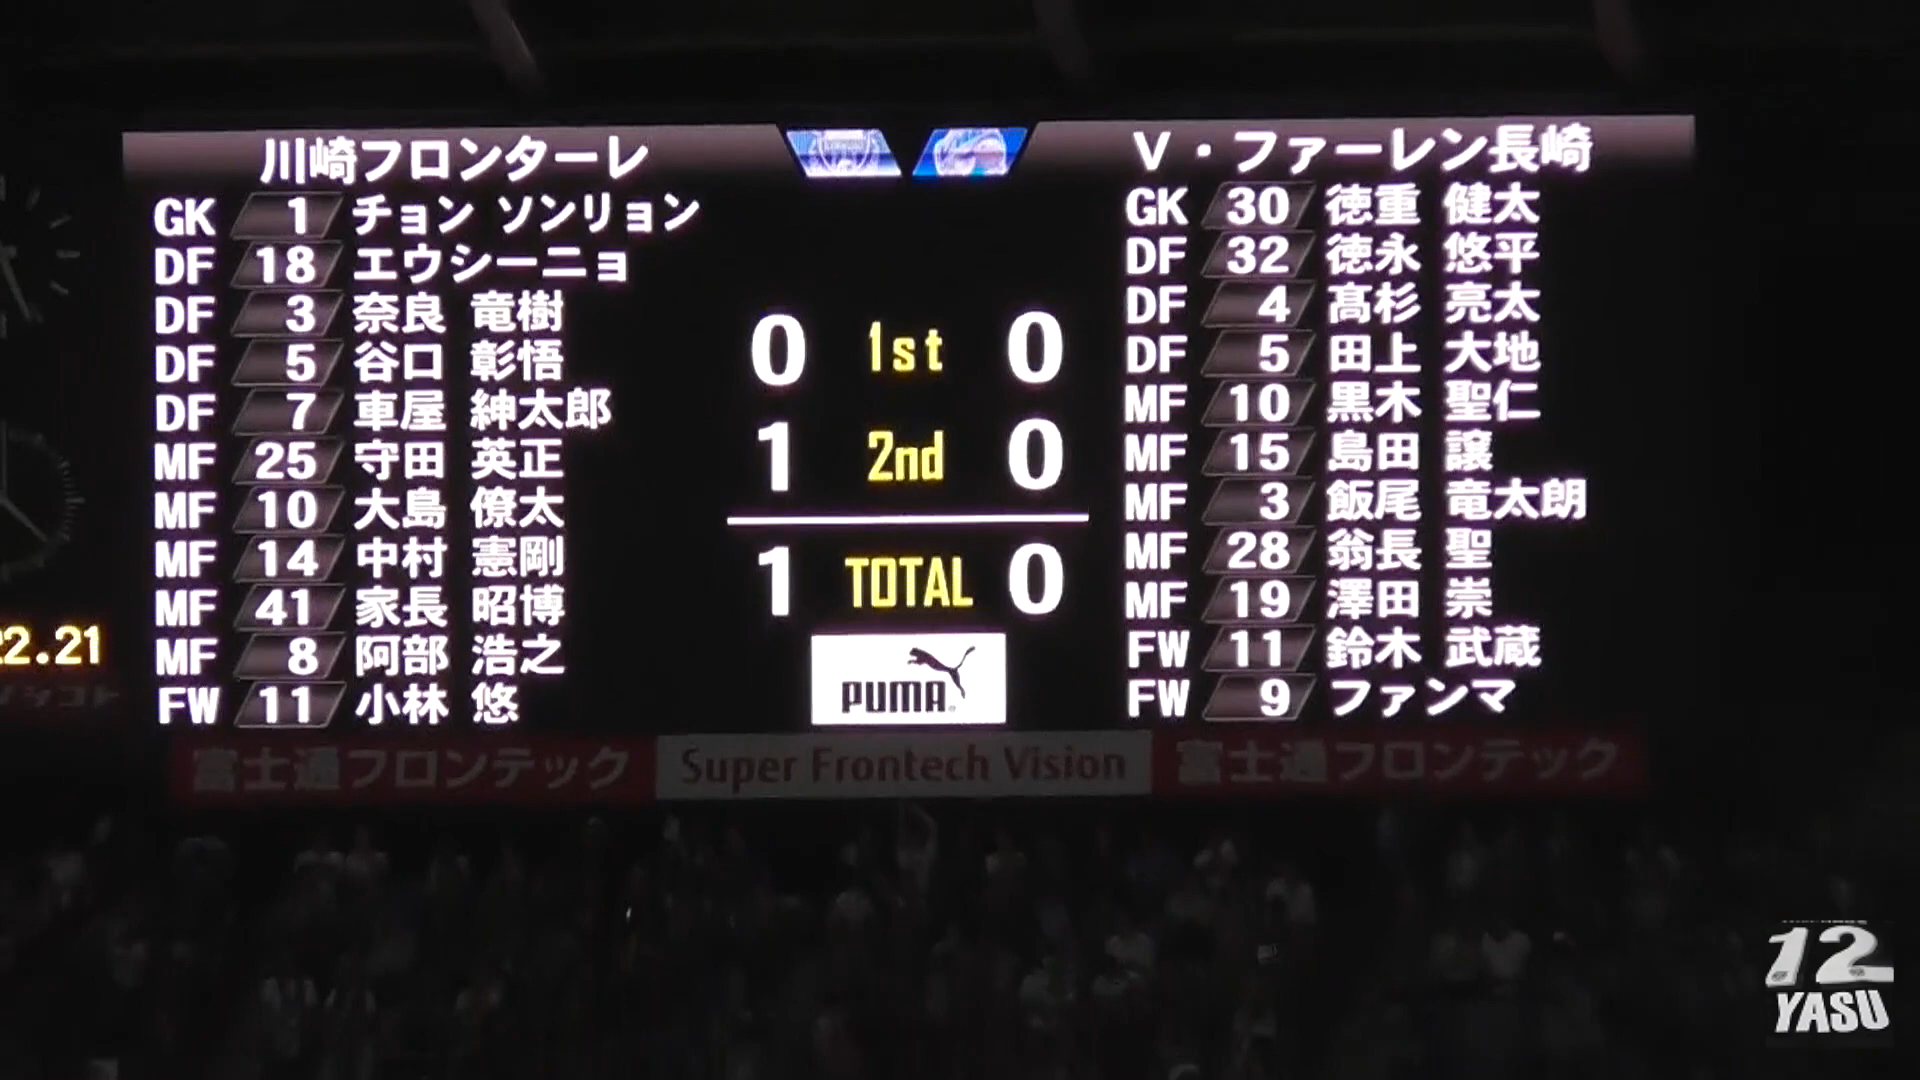 川崎フロンターレ
GK 1 チョン ソンリョン
DF 18 エウシーニョ
DF 3 奈良 竜樹
DF 5 谷口 彰悟
DF 7 車屋 紳太郎
MF 25 守田 英正
MF 10 大島 僚太
MF 14 中村 憲剛
MF 41 家長 昭博
MF 8 阿部 浩之
FW 11 小林 悠
0 1st 0
1 2nd 0
1 TOTAL 0
PUMA
V・ファーレン長崎
GK 30 徳重 健太
DF 32 徳永 悠平
DF 4 髙杉 亮太
DF 5 田上 大地
MF 10 黒木 聖仁
MF 15 島田 譲
MF 3 飯尾 竜太朗
MF 28 翁長 聖
MF 19 澤田 崇
FW 11 鈴木 武蔵
FW 9 ファンマ
22.21
富士通フロンテック Super Frontech Vision 富士通フロンテック
12
YASU